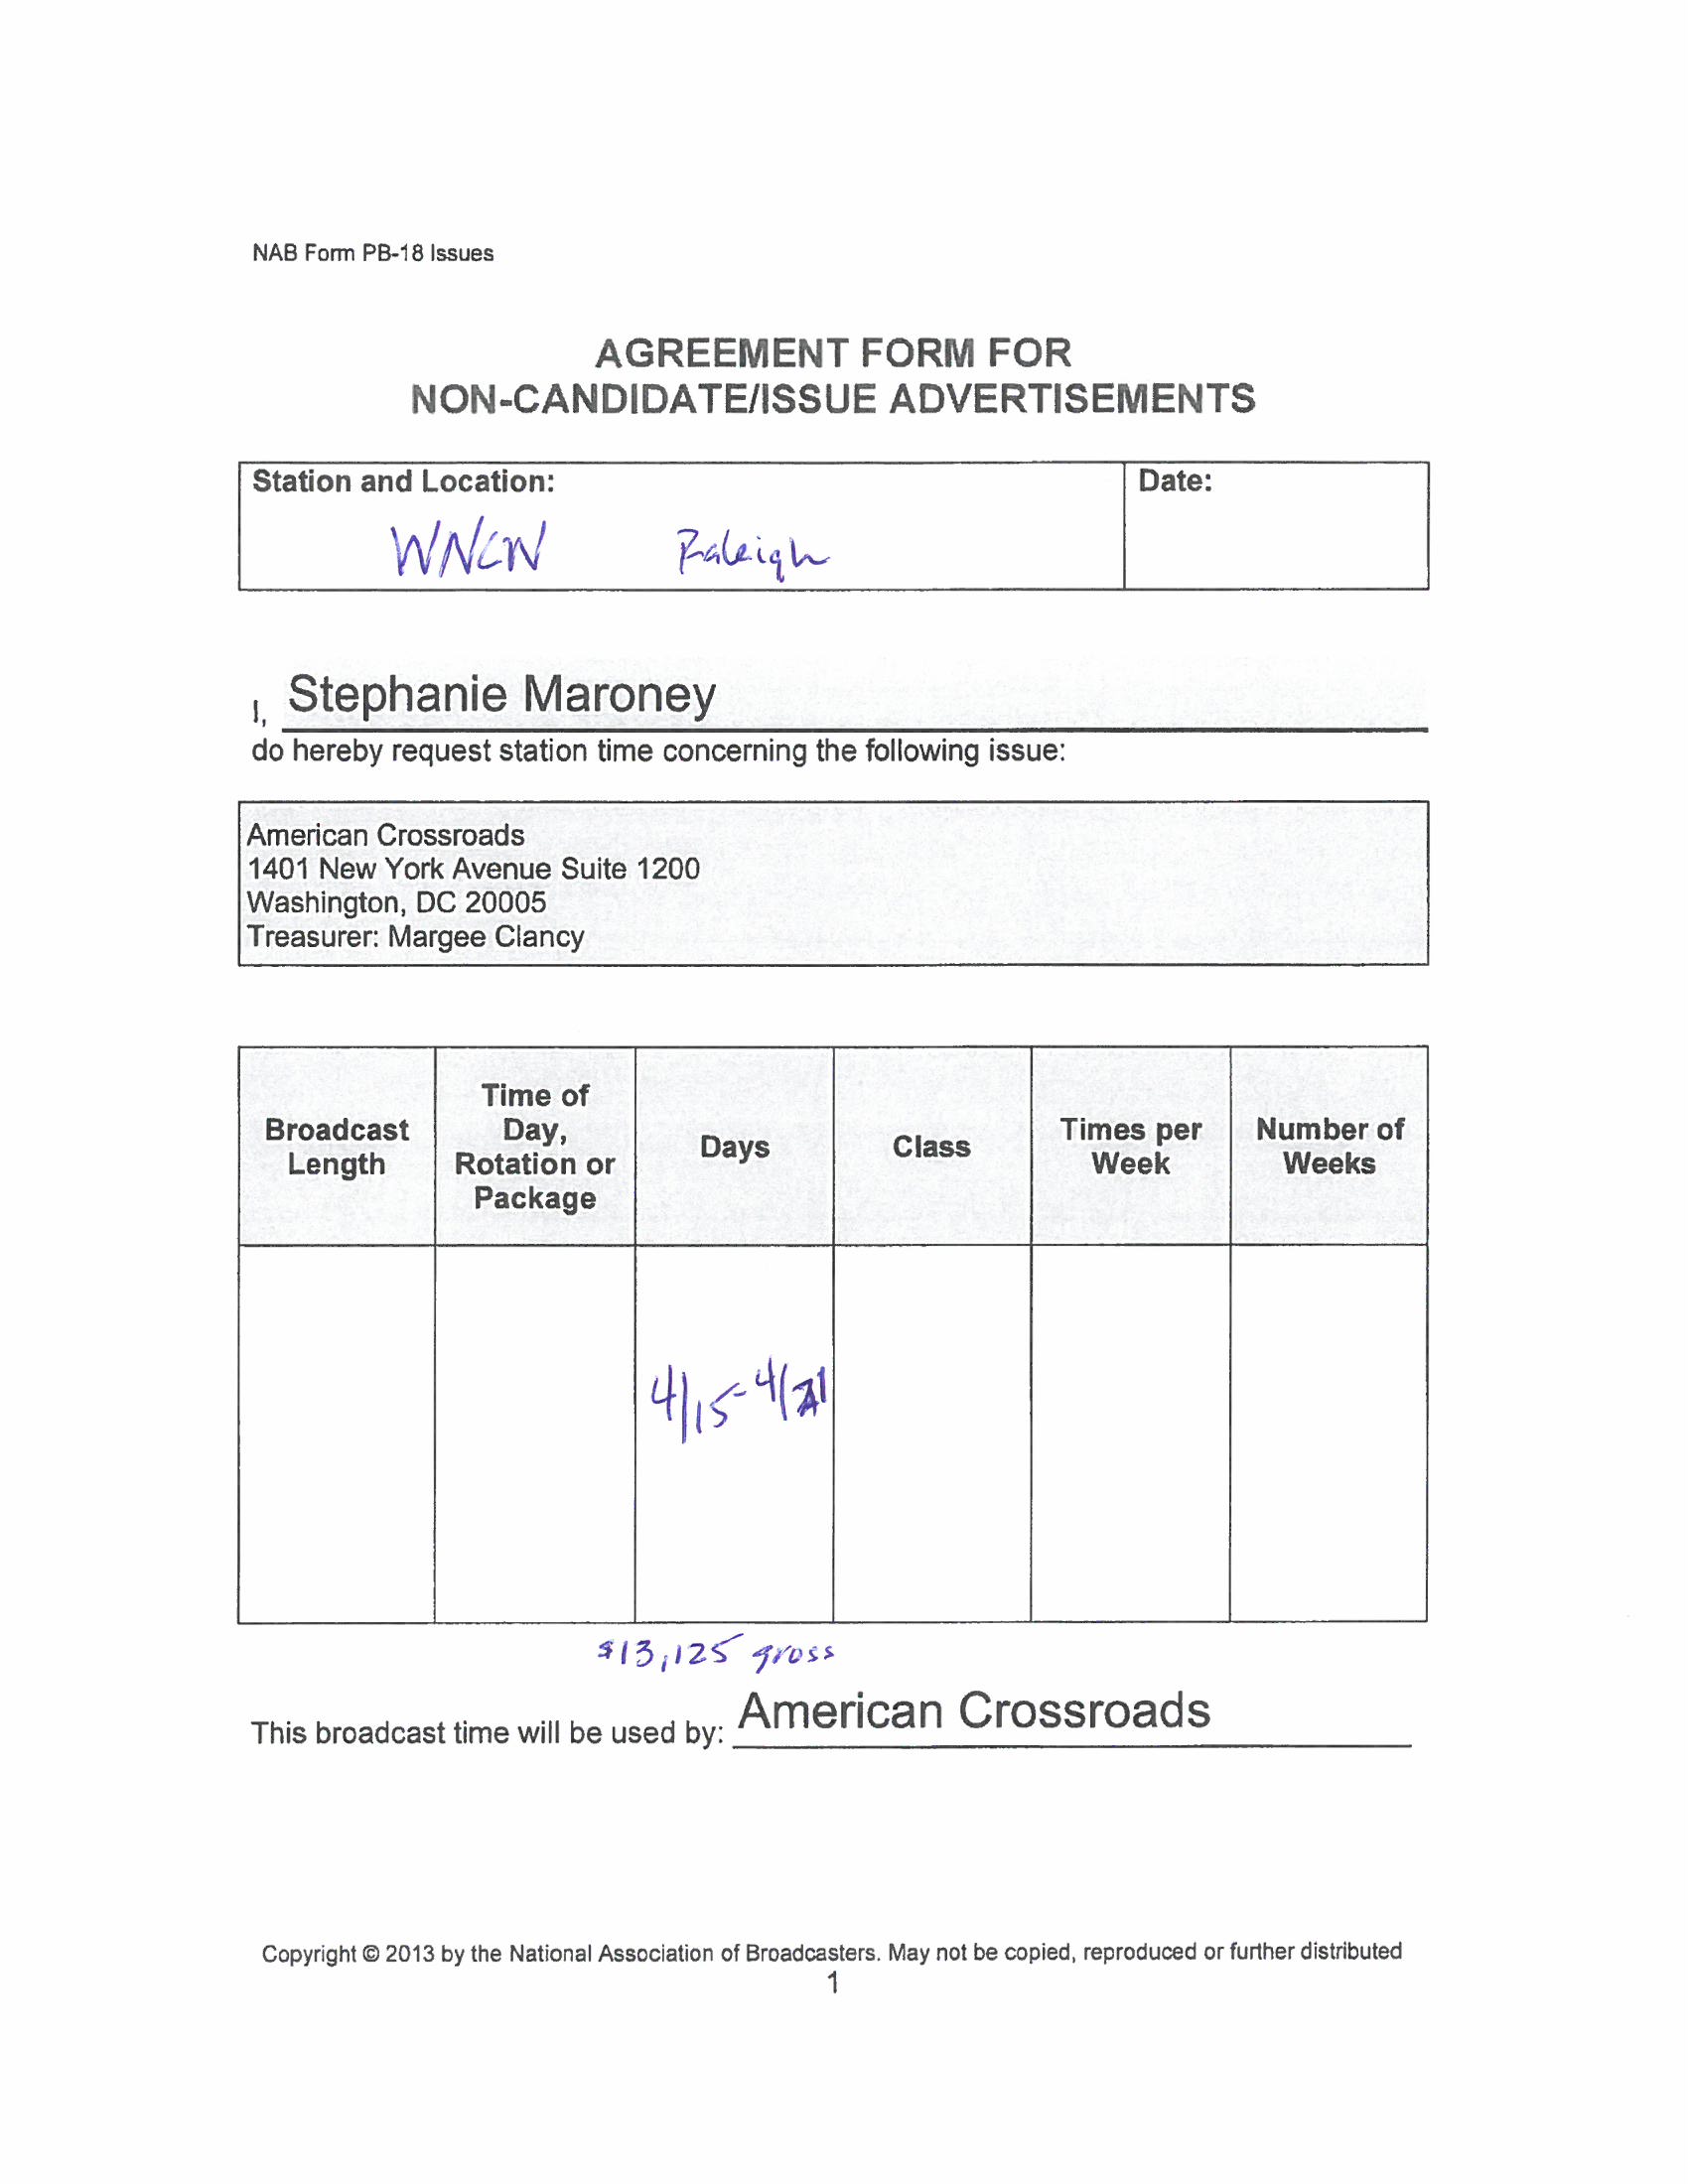 NAB Form PB-18 Issues
AGREEMENT FORM FOR
NON-CANDIDATE/ISSUE ADVERTISEMENTS
Station and Location:
Date:
WNCN Raleigh
I, Stephanie Maroney
do hereby request station time concerning the following issue:
American Crossroads
1401 New York Avenue Suite 1200
Washington, DC 20005
Treasurer: Margee Clancy
Broadcast Length
Time of Day, Rotation or Package
Days
Class
Times per Week
Number of Weeks
4/15-4/21
$13,125 gross
This broadcast time will be used by: American Crossroads
Copyright © 2013 by the National Association of Broadcasters. May not be copied, reproduced or further distributed
1